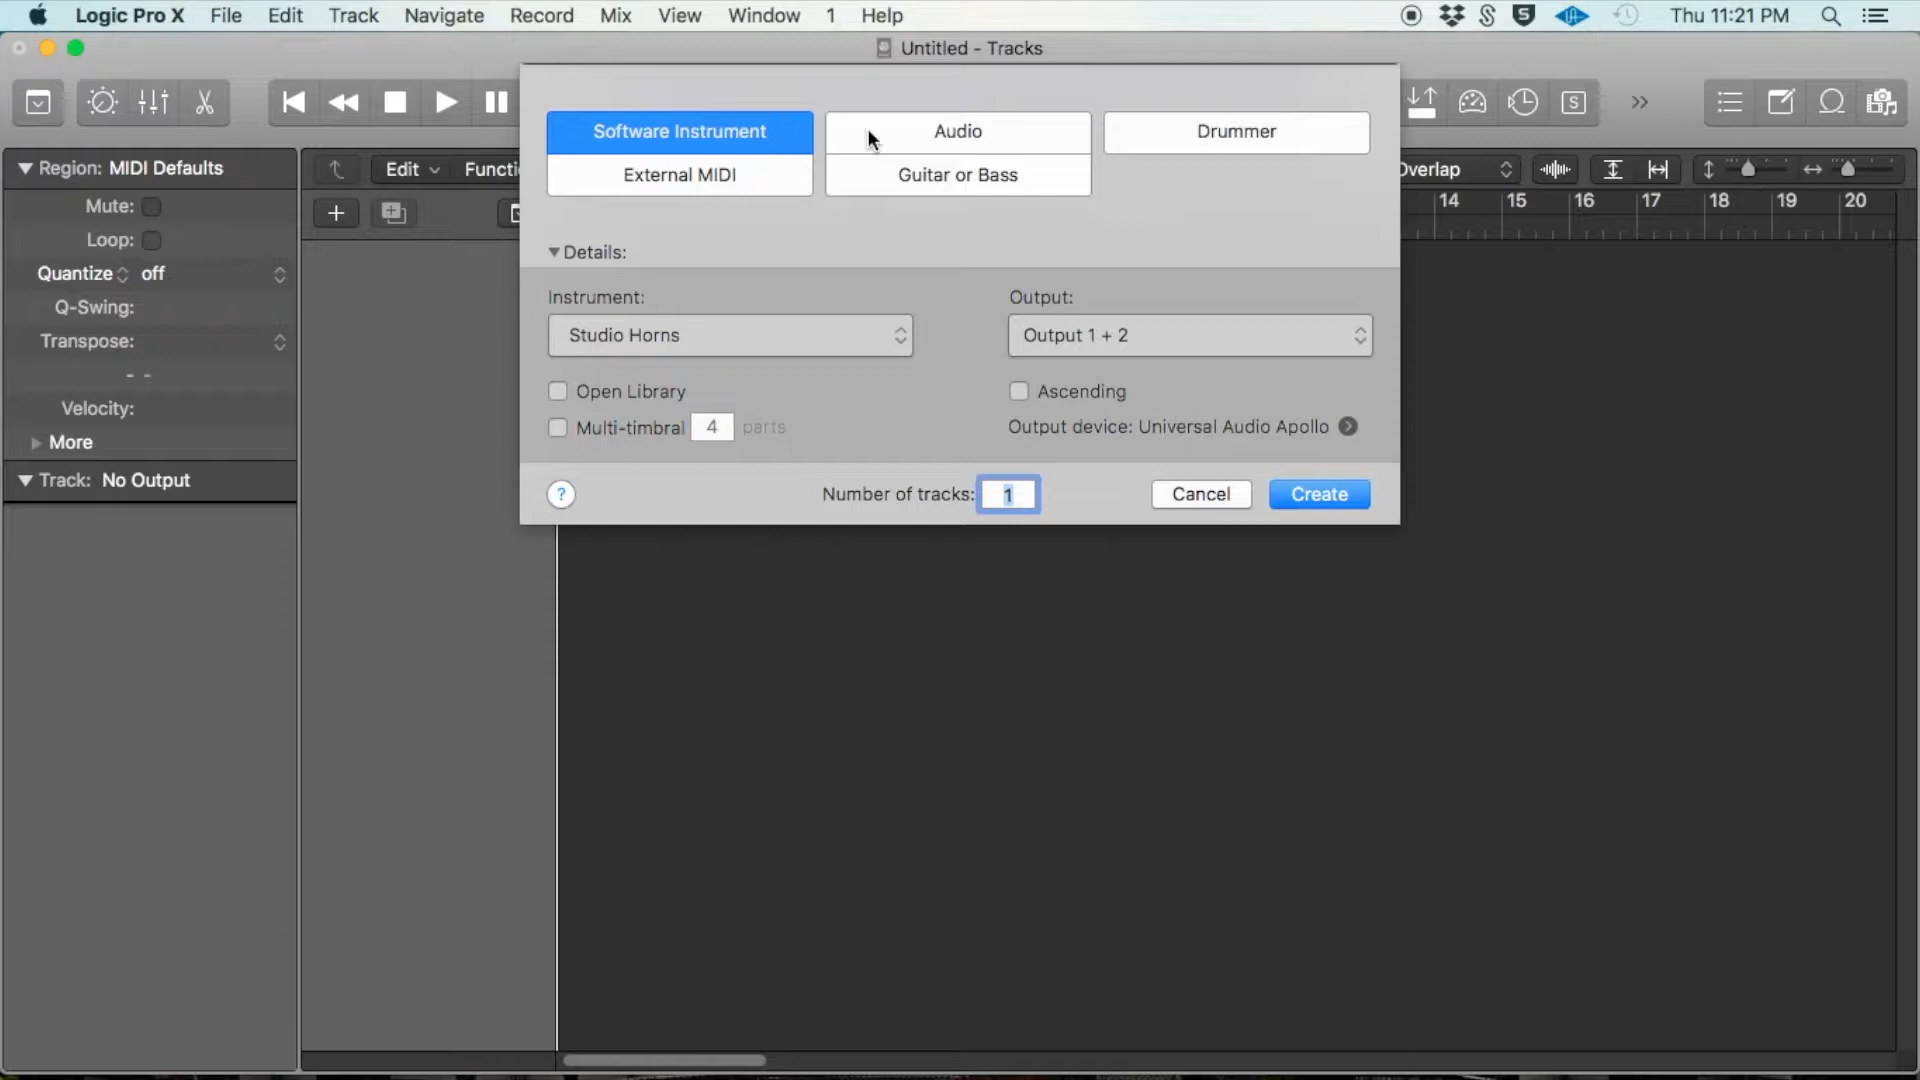 Logic Pro X File Edit Track Navigate Record Mix View Window 1 Help Thu 11:21 PM
Untitled - Tracks
Software Instrument Audio Drummer
External MIDI Guitar or Bass
Region: MIDI Defaults
Edit Functi Overlap
14 15 16 17 18 19 20
Mute:
Loop:
Quantize off
Q-Swing:
Transpose:
- -
Velocity:
More
Track: No Output
S
Details:
Instrument: Output:
Studio Horns Output 1 + 2
Open Library Ascending
Multi-timbral 4 parts Output device: Universal Audio Apollo
? Number of tracks: 1 Cancel Create